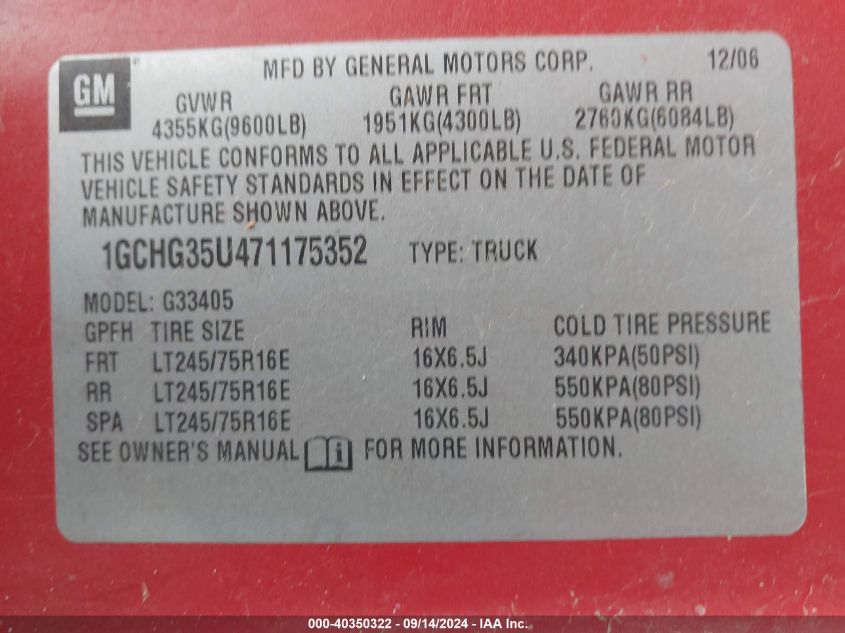 GM
MFD BY GENERAL MOTORS CORP. 12/06
GVWR GAWR FRT GAWR RR
4355KG(9600LB) 1951KG(4300LB) 2760KG(6084LB)
THIS VEHICLE CONFORMS TO ALL APPLICABLE U.S. FEDERAL MOTOR
VEHICLE SAFETY STANDARDS IN EFFECT ON THE DATE OF
MANUFACTURE SHOWN ABOVE.
1GCHG35U471175352 TYPE: TRUCK
MODEL: G33405
GPFH TIRE SIZE RIM COLD TIRE PRESSURE
FRT LT245/75R16E 16X6.5J 340KPA(50PSI)
RR LT245/75R16E 16X6.5J 550KPA(80PSI)
SPA LT245/75R16E 16X6.5J 550KPA(80PSI)
SEE OWNER'S MANUAL i FOR MORE INFORMATION.
000-40350322 - 09/14/2024 - IAA Inc.